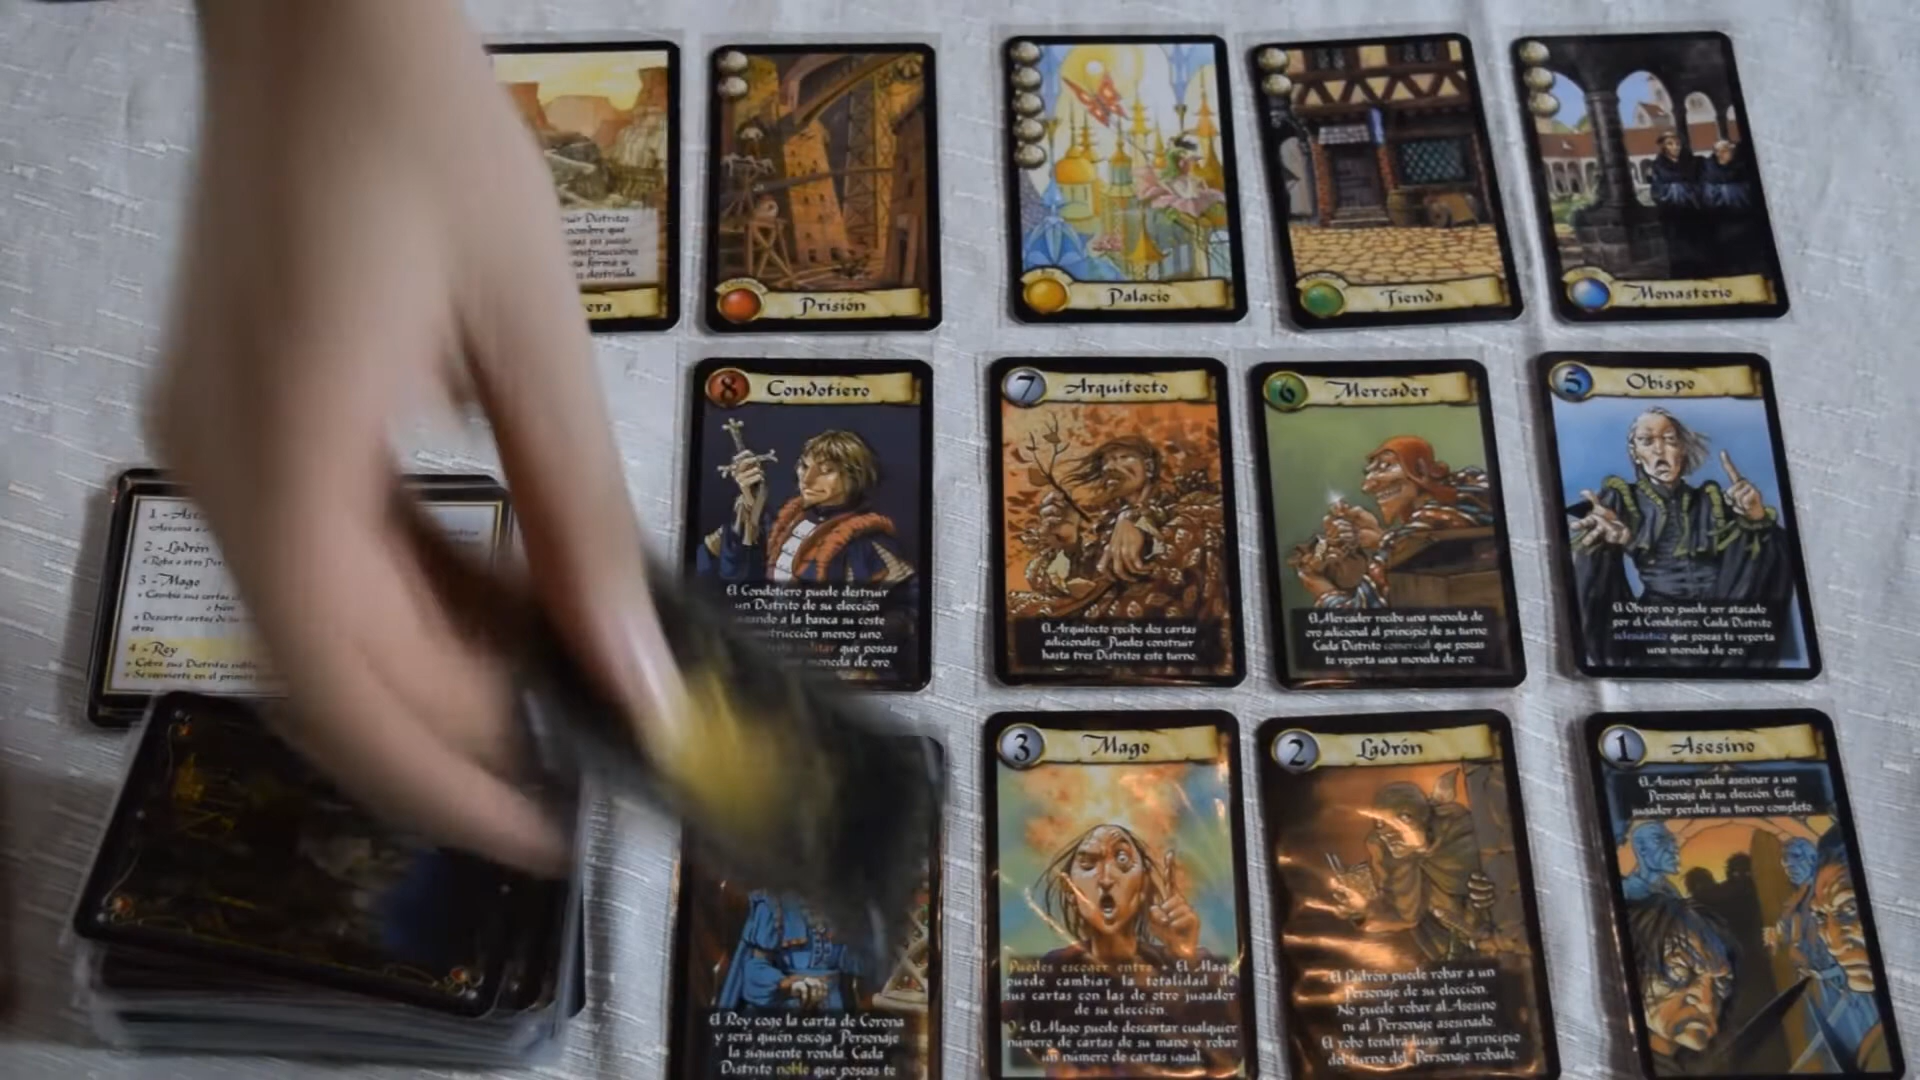 uir Distritos
nombre que
era
Prisión
Palacio
Tienda
Monasterio
8 Condotiero
El Condotiero puede destruir
un Distrito de su elección
a la banca su coste
menos uno.
que poseas
moneda de oro.
7 Arquitecto
El Arquitecto recibe dos cartas
adicionales. Puedes construir
hasta tres Distritos este turno.
6 Mercader
El Mercader recibe una moneda de
oro adicional al principio de su turno.
Cada Distrito comercial que poseas
te reporta una moneda de oro.
5 Obispo
El Obispo no puede ser atacado
por el Condotiero. Cada Distrito
eclesiástico que poseas te reporta
una moneda de oro.
1 -
2 -Ladrón
3 -Mago
o bien
4 -Rey
El Rey coge la carta de Corona
y será quién escoja Personaje
la siguiente ronda. Cada
Distrito noble que poseas te
3 Mago
Puedes escoger entre • El Mago
puede cambiar la totalidad de
sus cartas con las de otro jugador
de su elección.
O • El Mago puede descartar cualquier
número de cartas de su mano y robar
un número de cartas igual.
2 Ladrón
El Ladrón puede robar a un
Personaje de su elección.
No puede robar al Asesino
ni al Personaje asesinado.
El robo tendrá lugar al principio
del turno del Personaje robado.
1 Asesino
El Asesino puede asesinar a un
Personaje de su elección. Este
jugador perderá su turno completo.